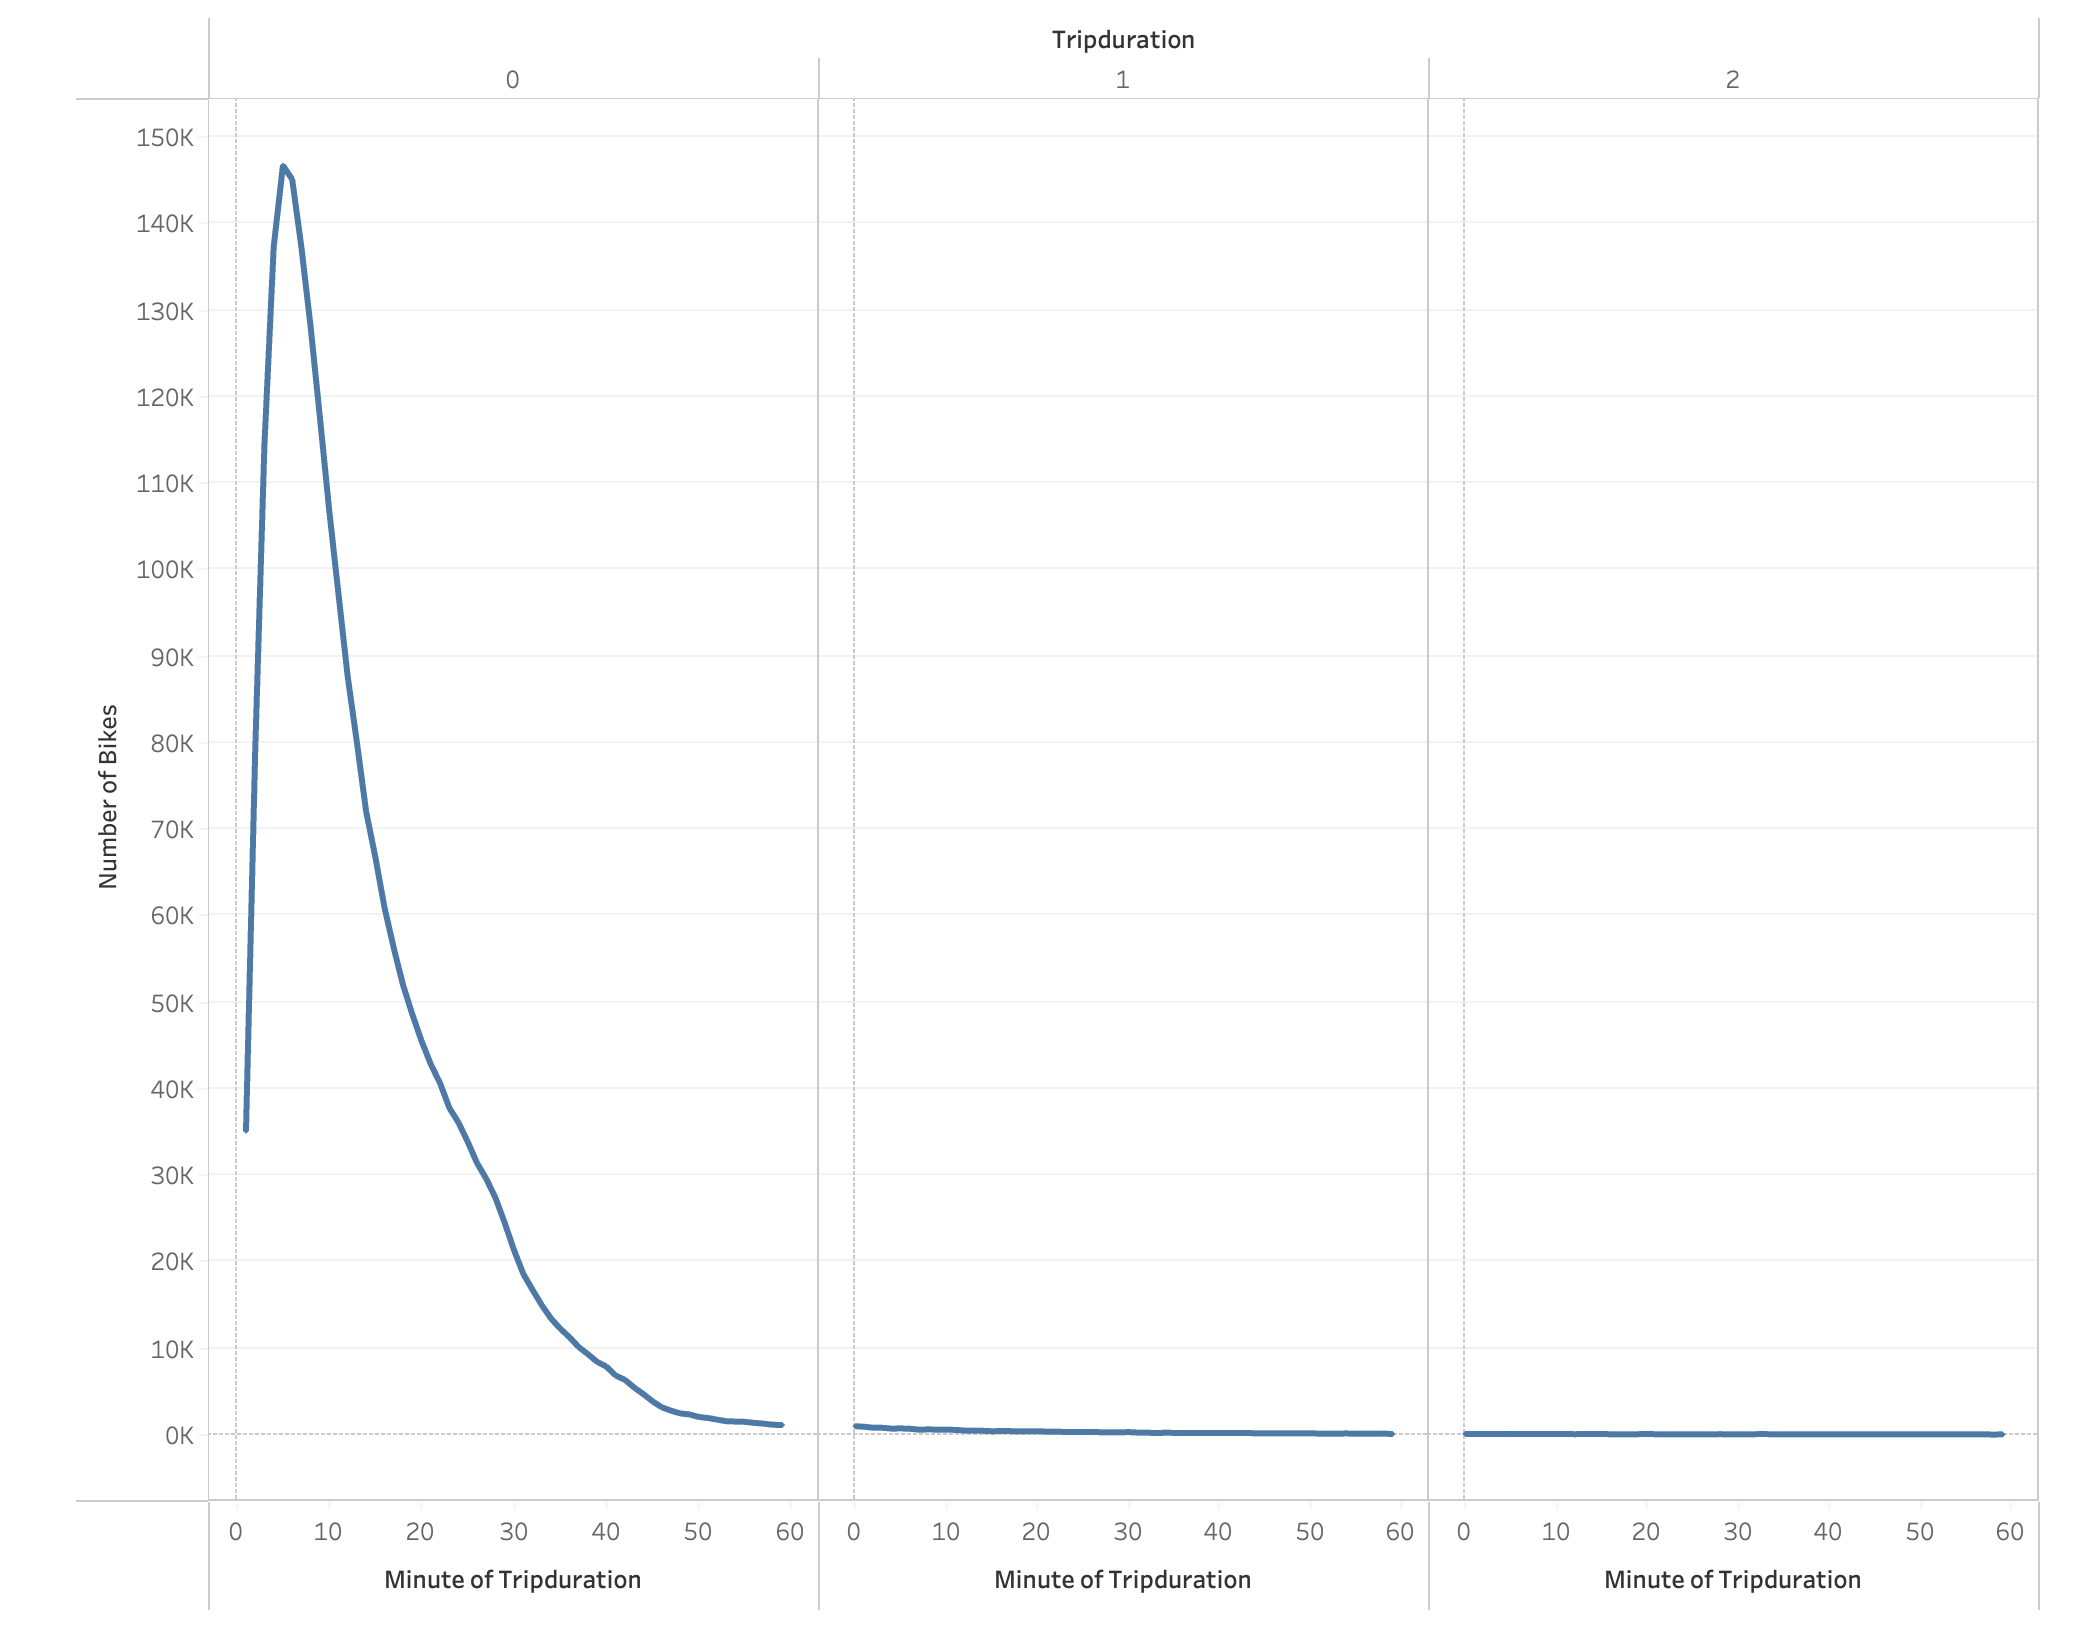 Tripduration
0 1 2
150K
140K
130K
120K
110K
100K
90K
80K
70K
60K
50K
40K
30K
20K
10K
0K
Number of Bikes
0 10 20 30 40 50 60 0 10 20 30 40 50 60 0 10 20 30 40 50 60
Minute of Tripduration Minute of Tripduration Minute of Tripduration